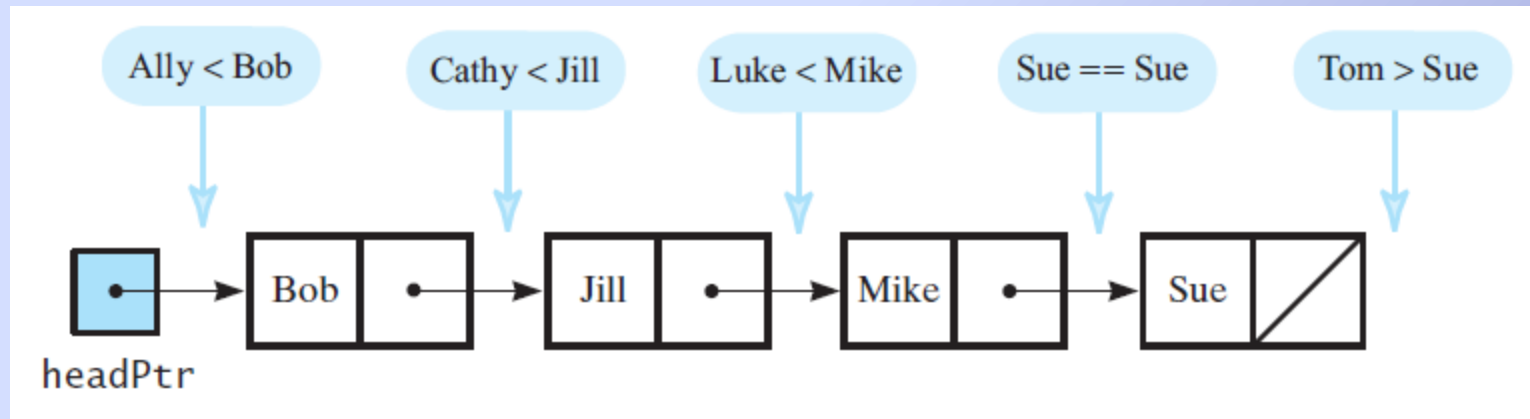 Ally < Bob
Cathy < Jill
Luke < Mike
Sue == Sue
Tom > Sue
Bob
Jill
Mike
Sue
headPtr